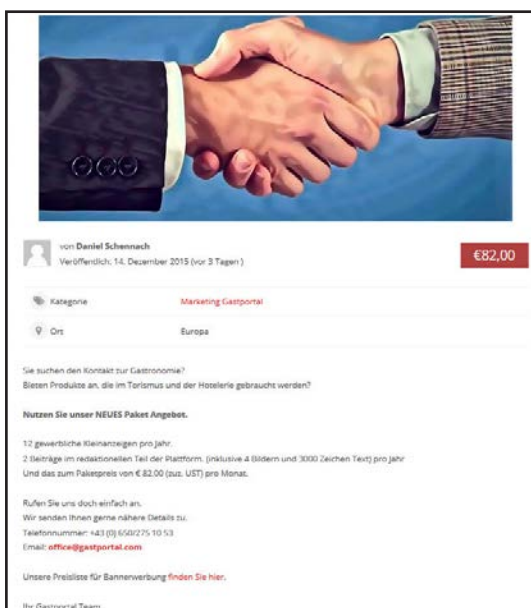 von Daniel Schennach
Veröffentlich: 14. Dezember 2015 (vor 3 Tagen )
€82,00
Kategorie Marketing Gastportal
Ort Europa
Sie suchen den Kontakt zur Gastronomie?
Bieten Produkte an, die im Torismus und der Hotelerie gebraucht werden?
Nutzen Sie unser NEUES Paket Angebot.
12 gewerbliche Kleinanzeigen pro Jahr.
2 Beiträge im redaktionellen Teil der Plattform. (inklusive 4 Bildern und 3000 Zeichen Text) pro Jahr
Und das zum Paketpreis von € 82,00 (zuz. UST) pro Monat.
Rufen Sie uns doch einfach an.
Wir senden Ihnen gerne nähere Details zu.
Telefonnummer: +43 (0) 650/275 10 53
Email: office@gastportal.com
Unsere Preisliste für Bannerwerbung finden Sie hier.
Ihr Gastportal Team